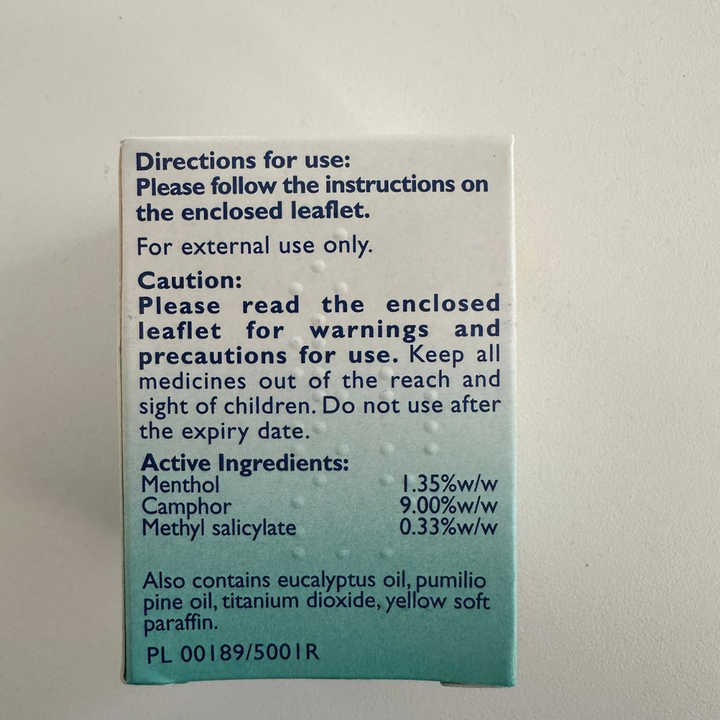 Directions for use:
Please follow the instructions on
the enclosed leaflet.
For external use only.
Caution:
Please read the enclosed
leaflet for warnings and
precautions for use. Keep all
medicines out of the reach and
sight of children. Do not use after
the expiry date.
Active Ingredients:
Menthol 1.35%w/w
Camphor 9.00%w/w
Methyl salicylate 0.33%w/w
Also contains eucalyptus oil, pumilio
pine oil, titanium dioxide, yellow soft
paraffin.
PL 00189/5001R